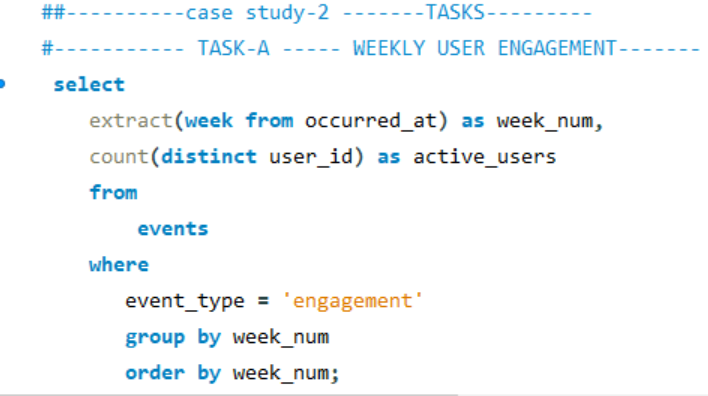 ##----------case study-2 -------TASKS---------
#----------- TASK-A ----- WEEKLY USER ENGAGEMENT-------
select
extract(week from occurred_at) as week_num,
count(distinct user_id) as active_users
from
events
where
event_type = 'engagement'
group by week_num
order by week_num;